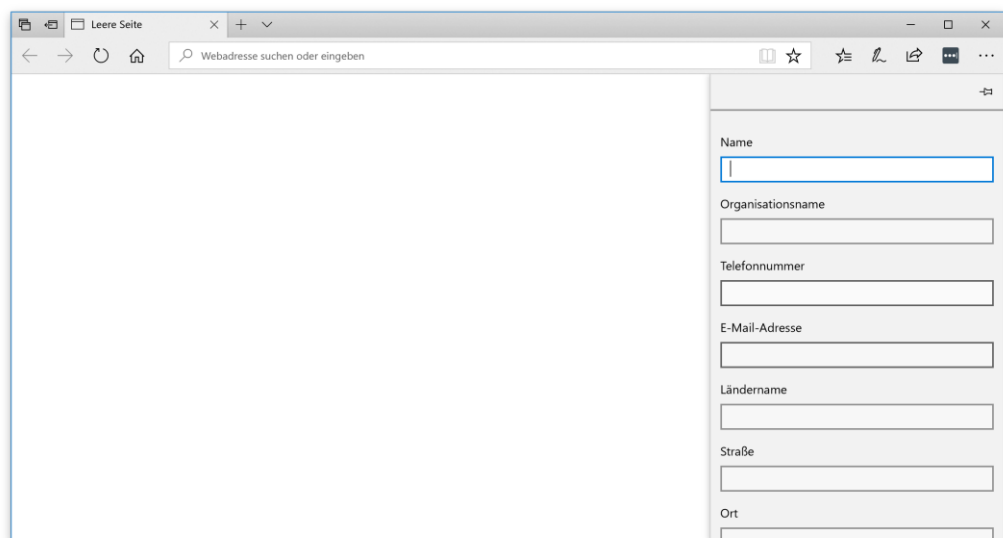 Leere Seite
Webadresse suchen oder eingeben
Name
Organisationsname
Telefonnummer
E-Mail-Adresse
Ländername
Straße
Ort